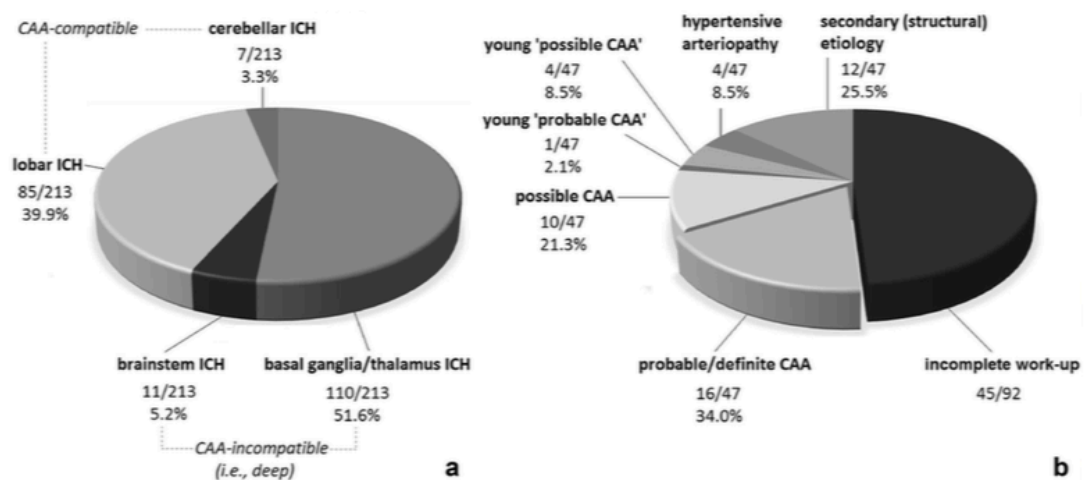 CAA-compatible
cerebellar ICH
7/213
3.3%
lobar ICH
85/213
39.9%
brainstem ICH
11/213
5.2%
basal ganglia/thalamus ICH
110/213
51.6%
CAA-incompatible
(i.e., deep)
a
young 'possible CAA'
4/47
8.5%
hypertensive
arteriopathy
4/47
8.5%
secondary (structural)
etiology
12/47
25.5%
young 'probable CAA'
1/47
2.1%
possible CAA
10/47
21.3%
probable/definite CAA
16/47
34.0%
incomplete work-up
45/92
b